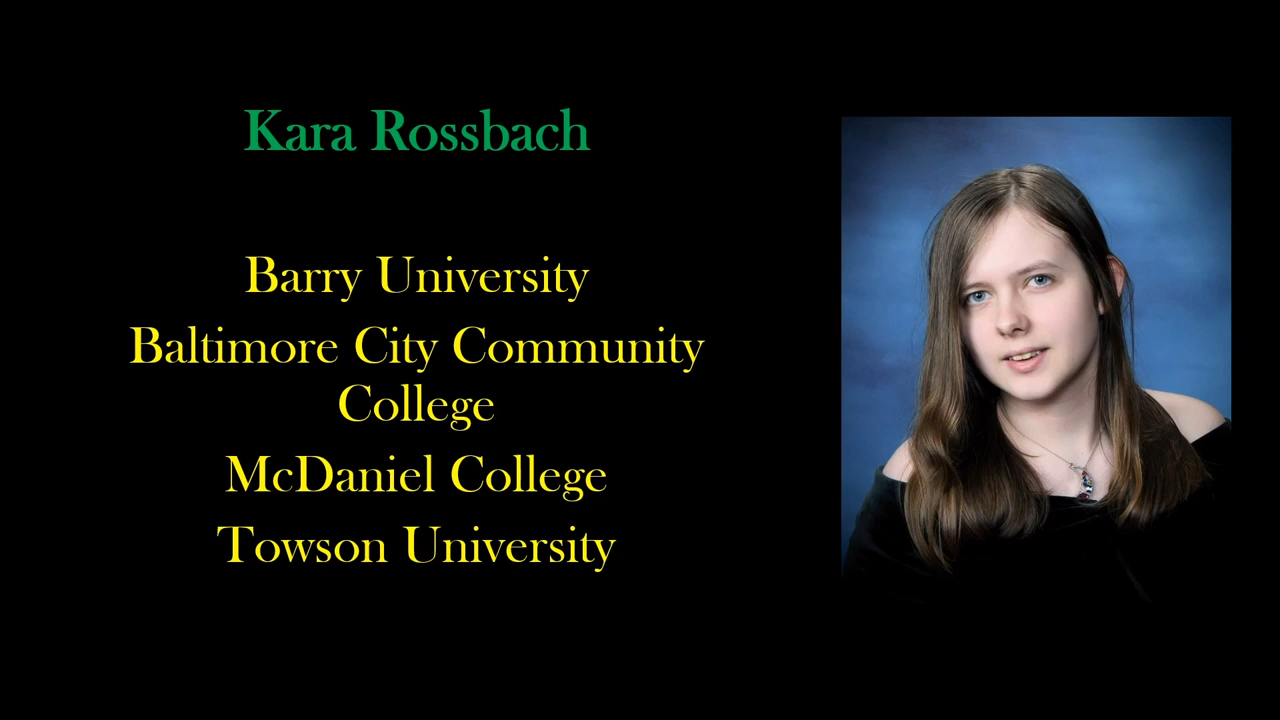 Kara Rossbach
Barry University
Baltimore City Community
College
McDaniel College
Towson University